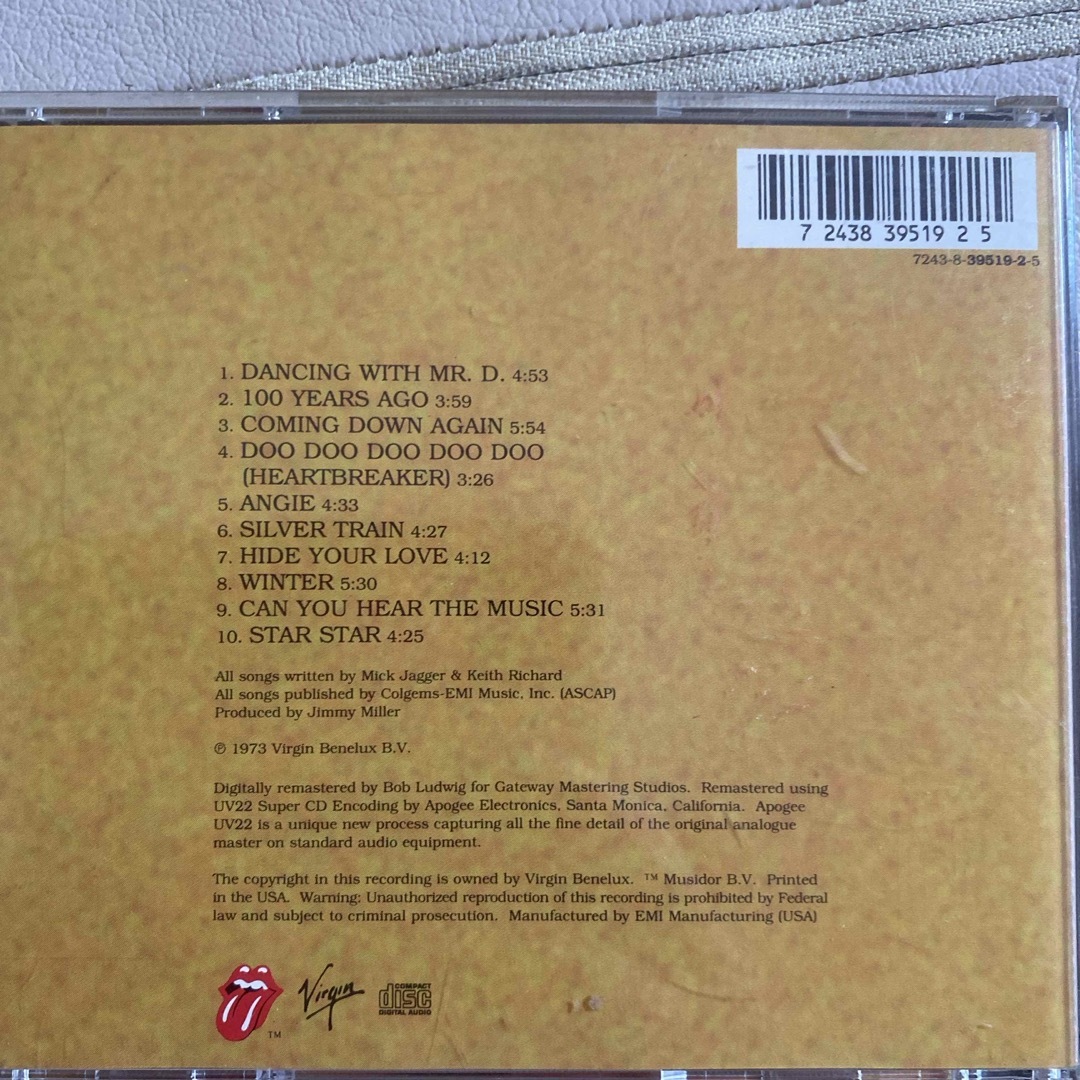 7 2438 39519 2 5
7243-8-39519-2-5
1. DANCING WITH MR. D. 4:53
2. 100 YEARS AGO 3:59
3. COMING DOWN AGAIN 5:54
4. DOO DOO DOO DOO DOO
(HEARTBREAKER) 3:26
5. ANGIE 4:33
6. SILVER TRAIN 4:27
7. HIDE YOUR LOVE 4:12
8. WINTER 5:30
9. CAN YOU HEAR THE MUSIC 5:31
10. STAR STAR 4:25
All songs written by Mick Jagger & Keith Richard
All songs published by Colgems-EMI Music, Inc. (ASCAP)
Produced by Jimmy Miller
℗ 1973 Virgin Benelux B.V.
Digitally remastered by Bob Ludwig for Gateway Mastering Studios. Remastered using
UV22 Super CD Encoding by Apogee Electronics, Santa Monica, California. Apogee
UV22 is a unique new process capturing all the fine detail of the original analogue
master on standard audio equipment.
The copyright in this recording is owned by Virgin Benelux. ™ Musidor B.V. Printed
in the USA. Warning: Unauthorized reproduction of this recording is prohibited by Federal
law and subject to criminal prosecution. Manufactured by EMI Manufacturing (USA)
TM
Virgin
COMPACT
disc
DIGITAL AUDIO